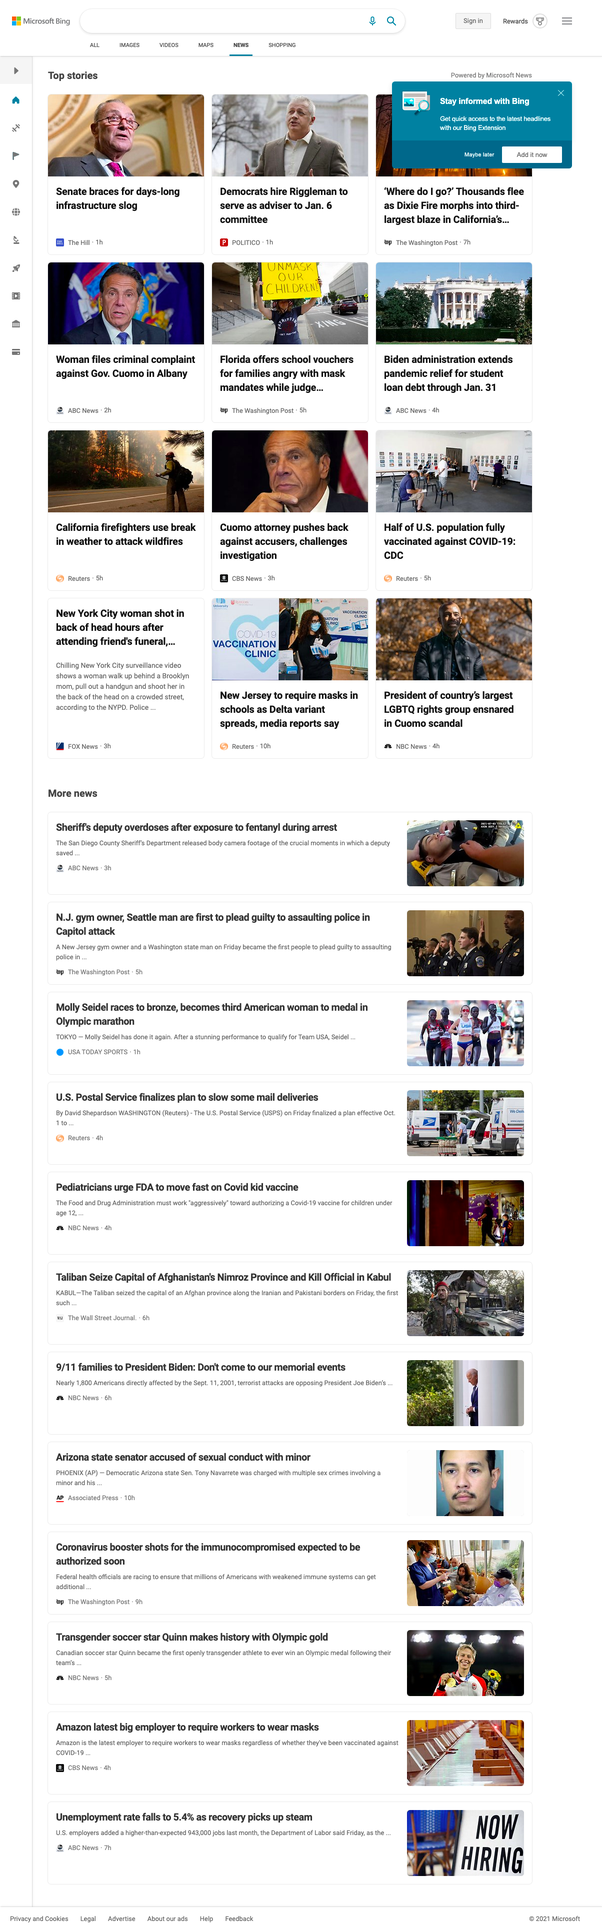 Microsoft Bing
Sign in
Rewards
ALL
IMAGES
VIDEOS
MAPS
NEWS
SHOPPING
Top stories
Powered by Microsoft News
Stay informed with Bing
Get quick access to the latest headlines
with our Bing Extension
Maybe later
Add it now
Senate braces for days-long
infrastructure slog
The Hill · 1h
Democrats hire Riggleman to
serve as adviser to Jan. 6
committee
POLITICO · 1h
'Where do I go?' Thousands flee
as Dixie Fire morphs into third-
largest blaze in California's...
The Washington Post · 7h
Woman files criminal complaint
against Gov. Cuomo in Albany
ABC News · 2h
UNMASK
OUR
CHILDREN!
XING
Florida offers school vouchers
for families angry with mask
mandates while judge...
The Washington Post · 5h
Biden administration extends
pandemic relief for student
loan debt through Jan. 31
ABC News · 4h
California firefighters use break
in weather to attack wildfires
Reuters · 5h
Cuomo attorney pushes back
against accusers, challenges
investigation
CBS News · 3h
Half of U.S. population fully
vaccinated against COVID-19:
CDC
Reuters · 5h
New York City woman shot in
back of head hours after
attending friend's funeral,...
Chilling New York City surveillance video
shows a woman walk up behind a Brooklyn
mom, pull out a handgun and shoot her in
the back of the head on a crowded street,
according to the NYPD. Police ...
FOX News · 3h
COVID-19
VACCINATION
CLINIC
New Jersey to require masks in
schools as Delta variant
spreads, media reports say
Reuters · 10h
President of country's largest
LGBTQ rights group ensnared
in Cuomo scandal
NBC News · 4h
More news
Sheriff's deputy overdoses after exposure to fentanyl during arrest
The San Diego County Sheriff's Department released body camera footage of the crucial moments in which a deputy
saved ...
ABC News · 3h
N.J. gym owner, Seattle man are first to plead guilty to assaulting police in
Capitol attack
A New Jersey gym owner and a Washington state man on Friday became the first people to plead guilty to assaulting
police in ...
The Washington Post · 5h
Molly Seidel races to bronze, becomes third American woman to medal in
Olympic marathon
TOKYO — Molly Seidel has done it again. After a stunning performance to qualify for Team USA, Seidel ...
USA TODAY SPORTS · 1h
U.S. Postal Service finalizes plan to slow some mail deliveries
By David Shepardson WASHINGTON (Reuters) - The U.S. Postal Service (USPS) on Friday finalized a plan effective Oct.
1 to ...
Reuters · 4h
Pediatricians urge FDA to move fast on Covid kid vaccine
The Food and Drug Administration must work "aggressively" toward authorizing a Covid-19 vaccine for children under
age 12, ...
NBC News · 4h
Taliban Seize Capital of Afghanistan's Nimroz Province and Kill Official in Kabul
KABUL—The Taliban seized the capital of an Afghan province along the Iranian and Pakistani borders on Friday, the first
such ...
The Wall Street Journal. · 6h
9/11 families to President Biden: Don't come to our memorial events
Nearly 1,800 Americans directly affected by the Sept. 11, 2001, terrorist attacks are opposing President Joe Biden's ...
NBC News · 6h
Arizona state senator accused of sexual conduct with minor
PHOENIX (AP) — Democratic Arizona state Sen. Tony Navarrete was charged with multiple sex crimes involving a
minor and his ...
AP Associated Press · 10h
Coronavirus booster shots for the immunocompromised expected to be
authorized soon
Federal health officials are racing to ensure that millions of Americans with weakened immune systems can get
additional ...
The Washington Post · 9h
Transgender soccer star Quinn makes history with Olympic gold
Canadian soccer star Quinn became the first openly transgender athlete to ever win an Olympic medal following their
team's ...
NBC News · 5h
Amazon latest big employer to require workers to wear masks
Amazon is the latest employer to require workers to wear masks regardless of whether they've been vaccinated against
COVID-19 ...
CBS News · 4h
Unemployment rate falls to 5.4% as recovery picks up steam
U.S. employers added a higher-than-expected 943,000 jobs last month, the Department of Labor said Friday, as the ...
ABC News · 7h
NOW
HIRING
Privacy and Cookies
Legal
Advertise
About our ads
Help
Feedback
© 2021 Microsoft